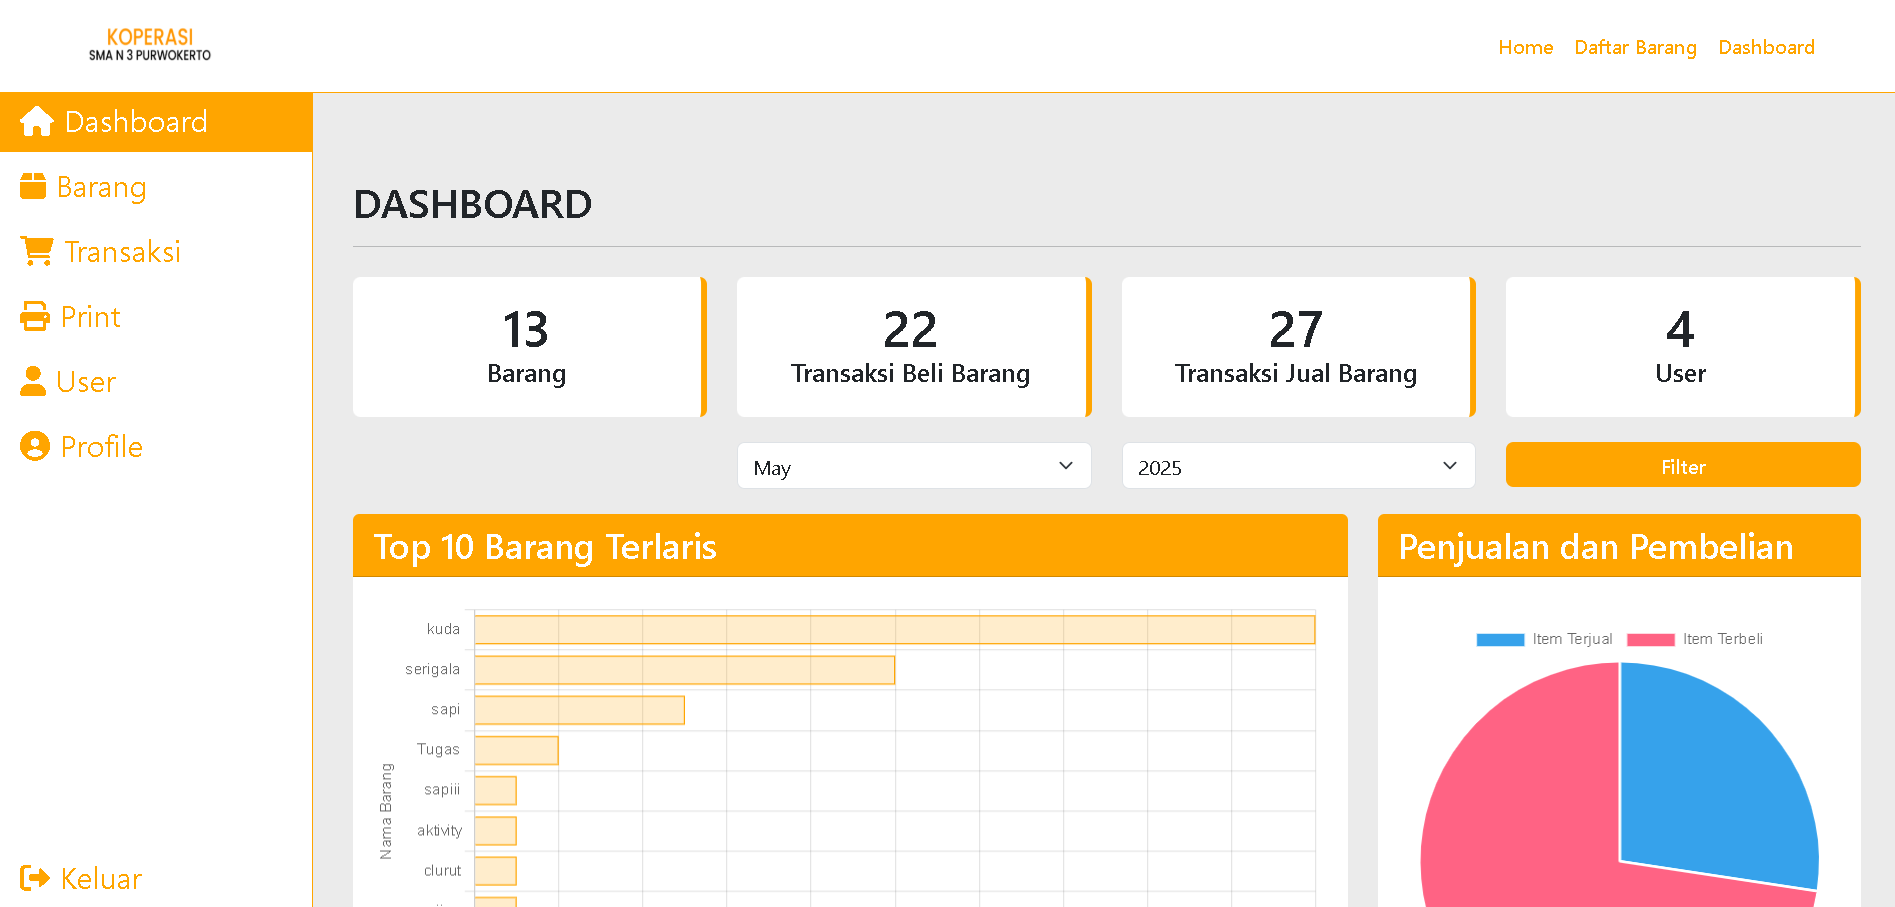 KOPERASI
SMA N 3 PURWOKERTO
Home Daftar Barang Dashboard
Dashboard
Barang
Transaksi
Print
User
Profile
Keluar
DASHBOARD
13
Barang
22
Transaksi Beli Barang
27
Transaksi Jual Barang
4
User
May
2025
Filter
Top 10 Barang Terlaris
Nama Barang
kuda
serigala
sapi
Tugas
sapiii
aktivity
clurut
Penjualan dan Pembelian
Item Terjual Item Terbeli